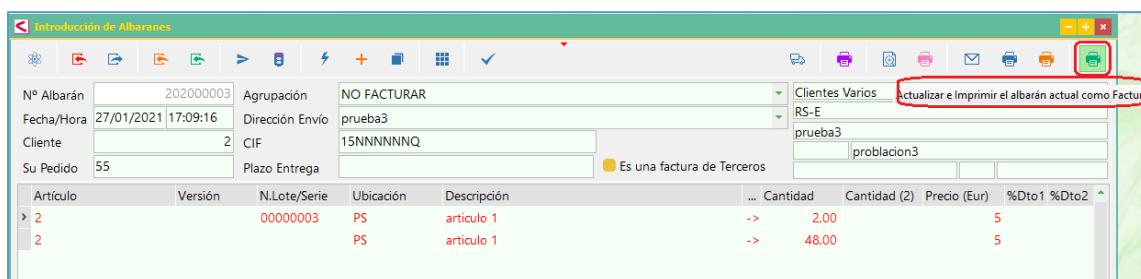 Introducción de Albaranes
Nº Albarán 202000003 Agrupación NO FACTURAR Clientes Varios Actualizar e Imprimir el albarán actual como Factur
Fecha/Hora 27/01/2021 17:09:16 Dirección Envío prueba3 RS-E
Cliente 2 CIF 15NNNNNNQ prueba3
problacion3
Su Pedido 55 Plazo Entrega Es una factura de Terceros
Artículo Versión N.Lote/Serie Ubicación Descripción ... Cantidad Cantidad (2) Precio (Eur) %Dto1 %Dto2
2 00000003 PS articulo 1 -> 2,00 5
2 PS articulo 1 -> 48,00 5